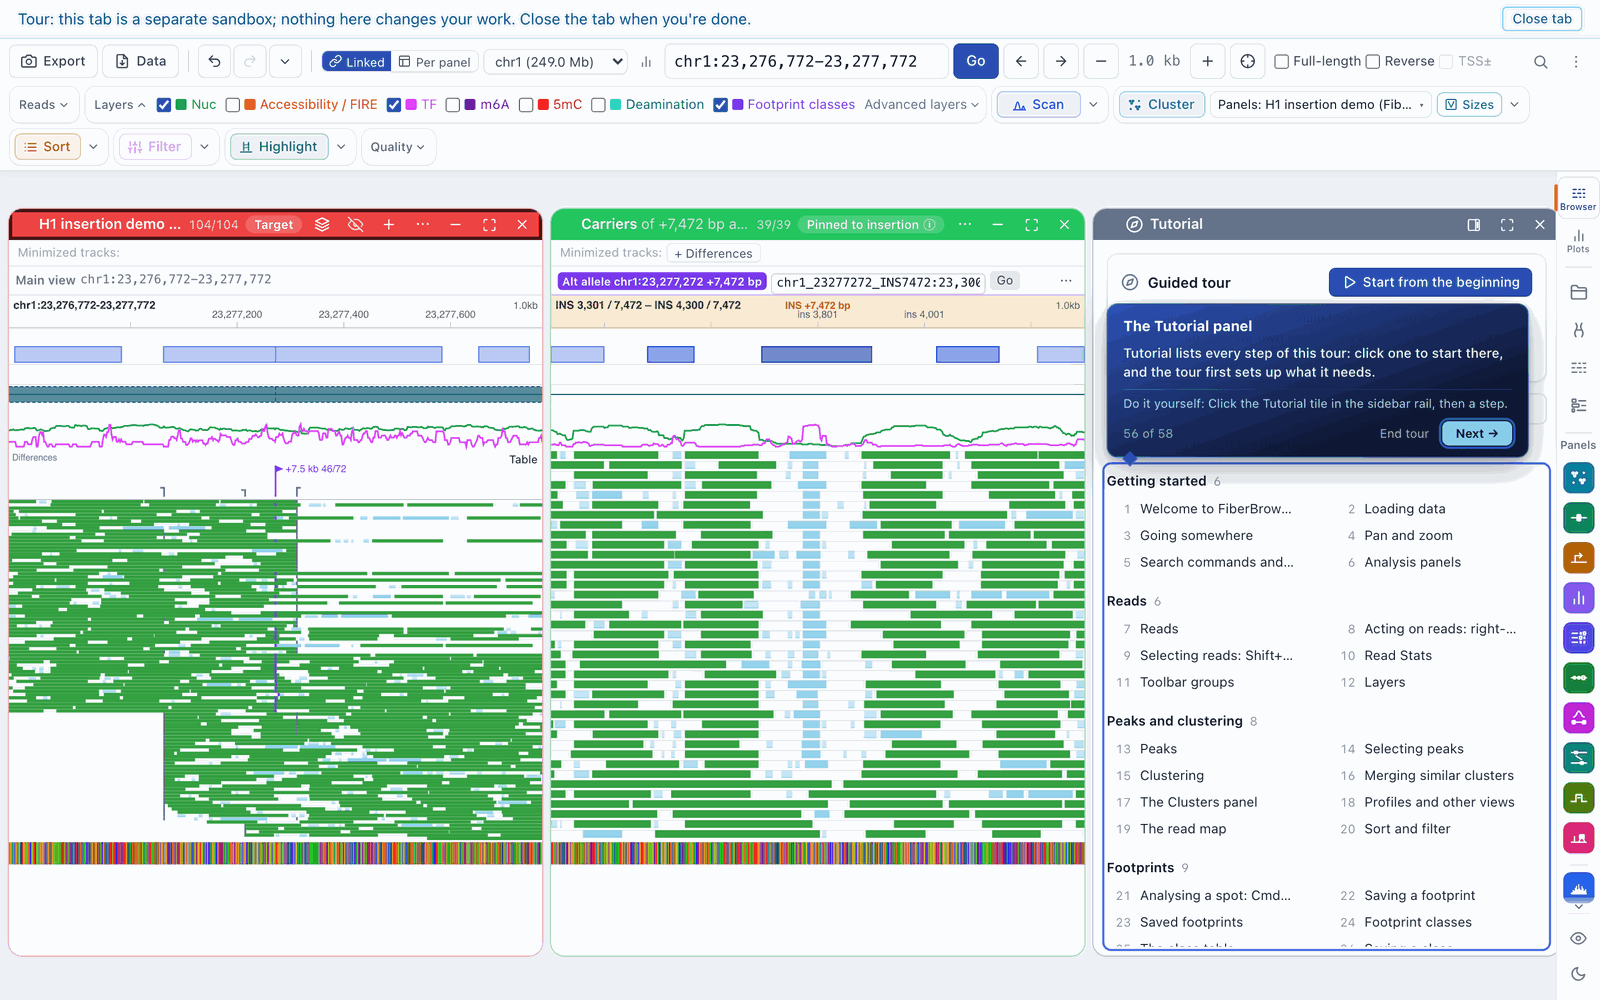 Tour: this tab is a separate sandbox; nothing here changes your work. Close the tab when you're done.
Close tab
Export
Data
Linked
Per panel
chr1 (249.0 Mb)
chr1:23,276,772–23,277,772
Go
1.0 kb
Full-length
Reverse
TSS±
Reads
Layers
Nuc
Accessibility / FIRE
TF
m6A
5mC
Deamination
Footprint classes
Advanced layers
Scan
Cluster
Panels: H1 insertion demo (Fib...
Sizes
Sort
Filter
Highlight
Quality
H1 insertion demo ...
104/104
Target
Minimized tracks:
Main view chr1:23,276,772–23,277,772
chr1:23,276,772-23,277,772
1.0kb
23,277,200
23,277,400
23,277,600
Differences
Table
+7.5 kb 46/72
Carriers of +7,472 bp a...
39/39
Pinned to insertion
Minimized tracks:
+ Differences
Alt allele chr1:23,277,272 +7,472 bp
chr1_23277272_INS7472:23,300
Go
INS 3,301 / 7,472 – INS 4,300 / 7,472
INS +7,472 bp
1.0kb
ins 3,801
ins 4,001
Tutorial
Guided tour
Start from the beginning
The Tutorial panel
Tutorial lists every step of this tour: click one to start there,
and the tour first sets up what it needs.
Do it yourself: Click the Tutorial tile in the sidebar rail, then a step.
56 of 58
End tour
Next →
Getting started 6
1 Welcome to FiberBrow...
2 Loading data
3 Going somewhere
4 Pan and zoom
5 Search commands and...
6 Analysis panels
Reads 6
7 Reads
8 Acting on reads: right-...
9 Selecting reads: Shift+...
10 Read Stats
11 Toolbar groups
12 Layers
Peaks and clustering 8
13 Peaks
14 Selecting peaks
15 Clustering
16 Merging similar clusters
17 The Clusters panel
18 Profiles and other views
19 The read map
20 Sort and filter
Footprints 9
21 Analysing a spot: Cmd...
22 Saving a footprint
23 Saved footprints
24 Footprint classes
Browser
Plots
Panels